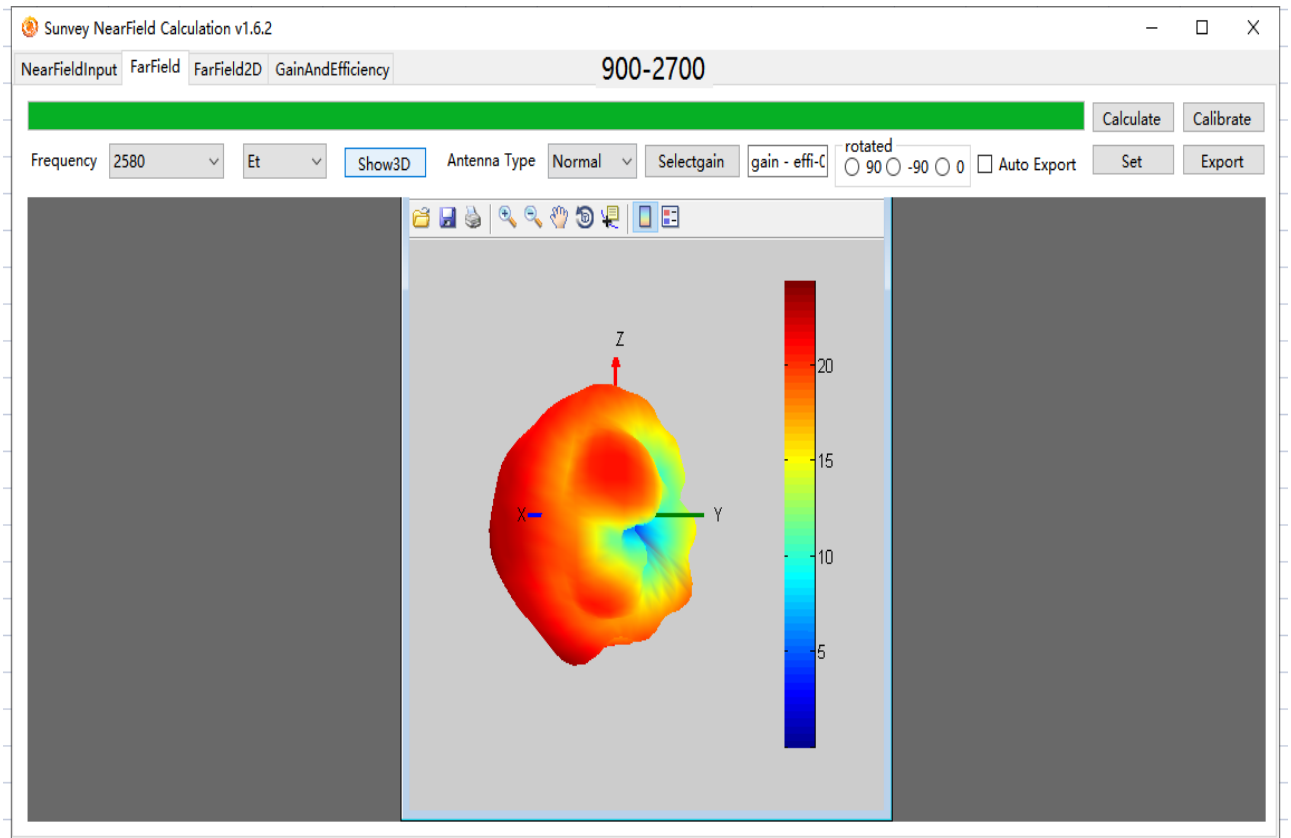 Sunvey NearField Calculation v1.6.2
NearFieldInput FarField FarField2D GainAndEfficiency 900-2700
Calculate Calibrate
Frequency 2580 Et Show3D Antenna Type Normal Selectgain gain - effi- rotated 90 -90 0 Auto Export Set Export
Z
20
15
X Y
10
5